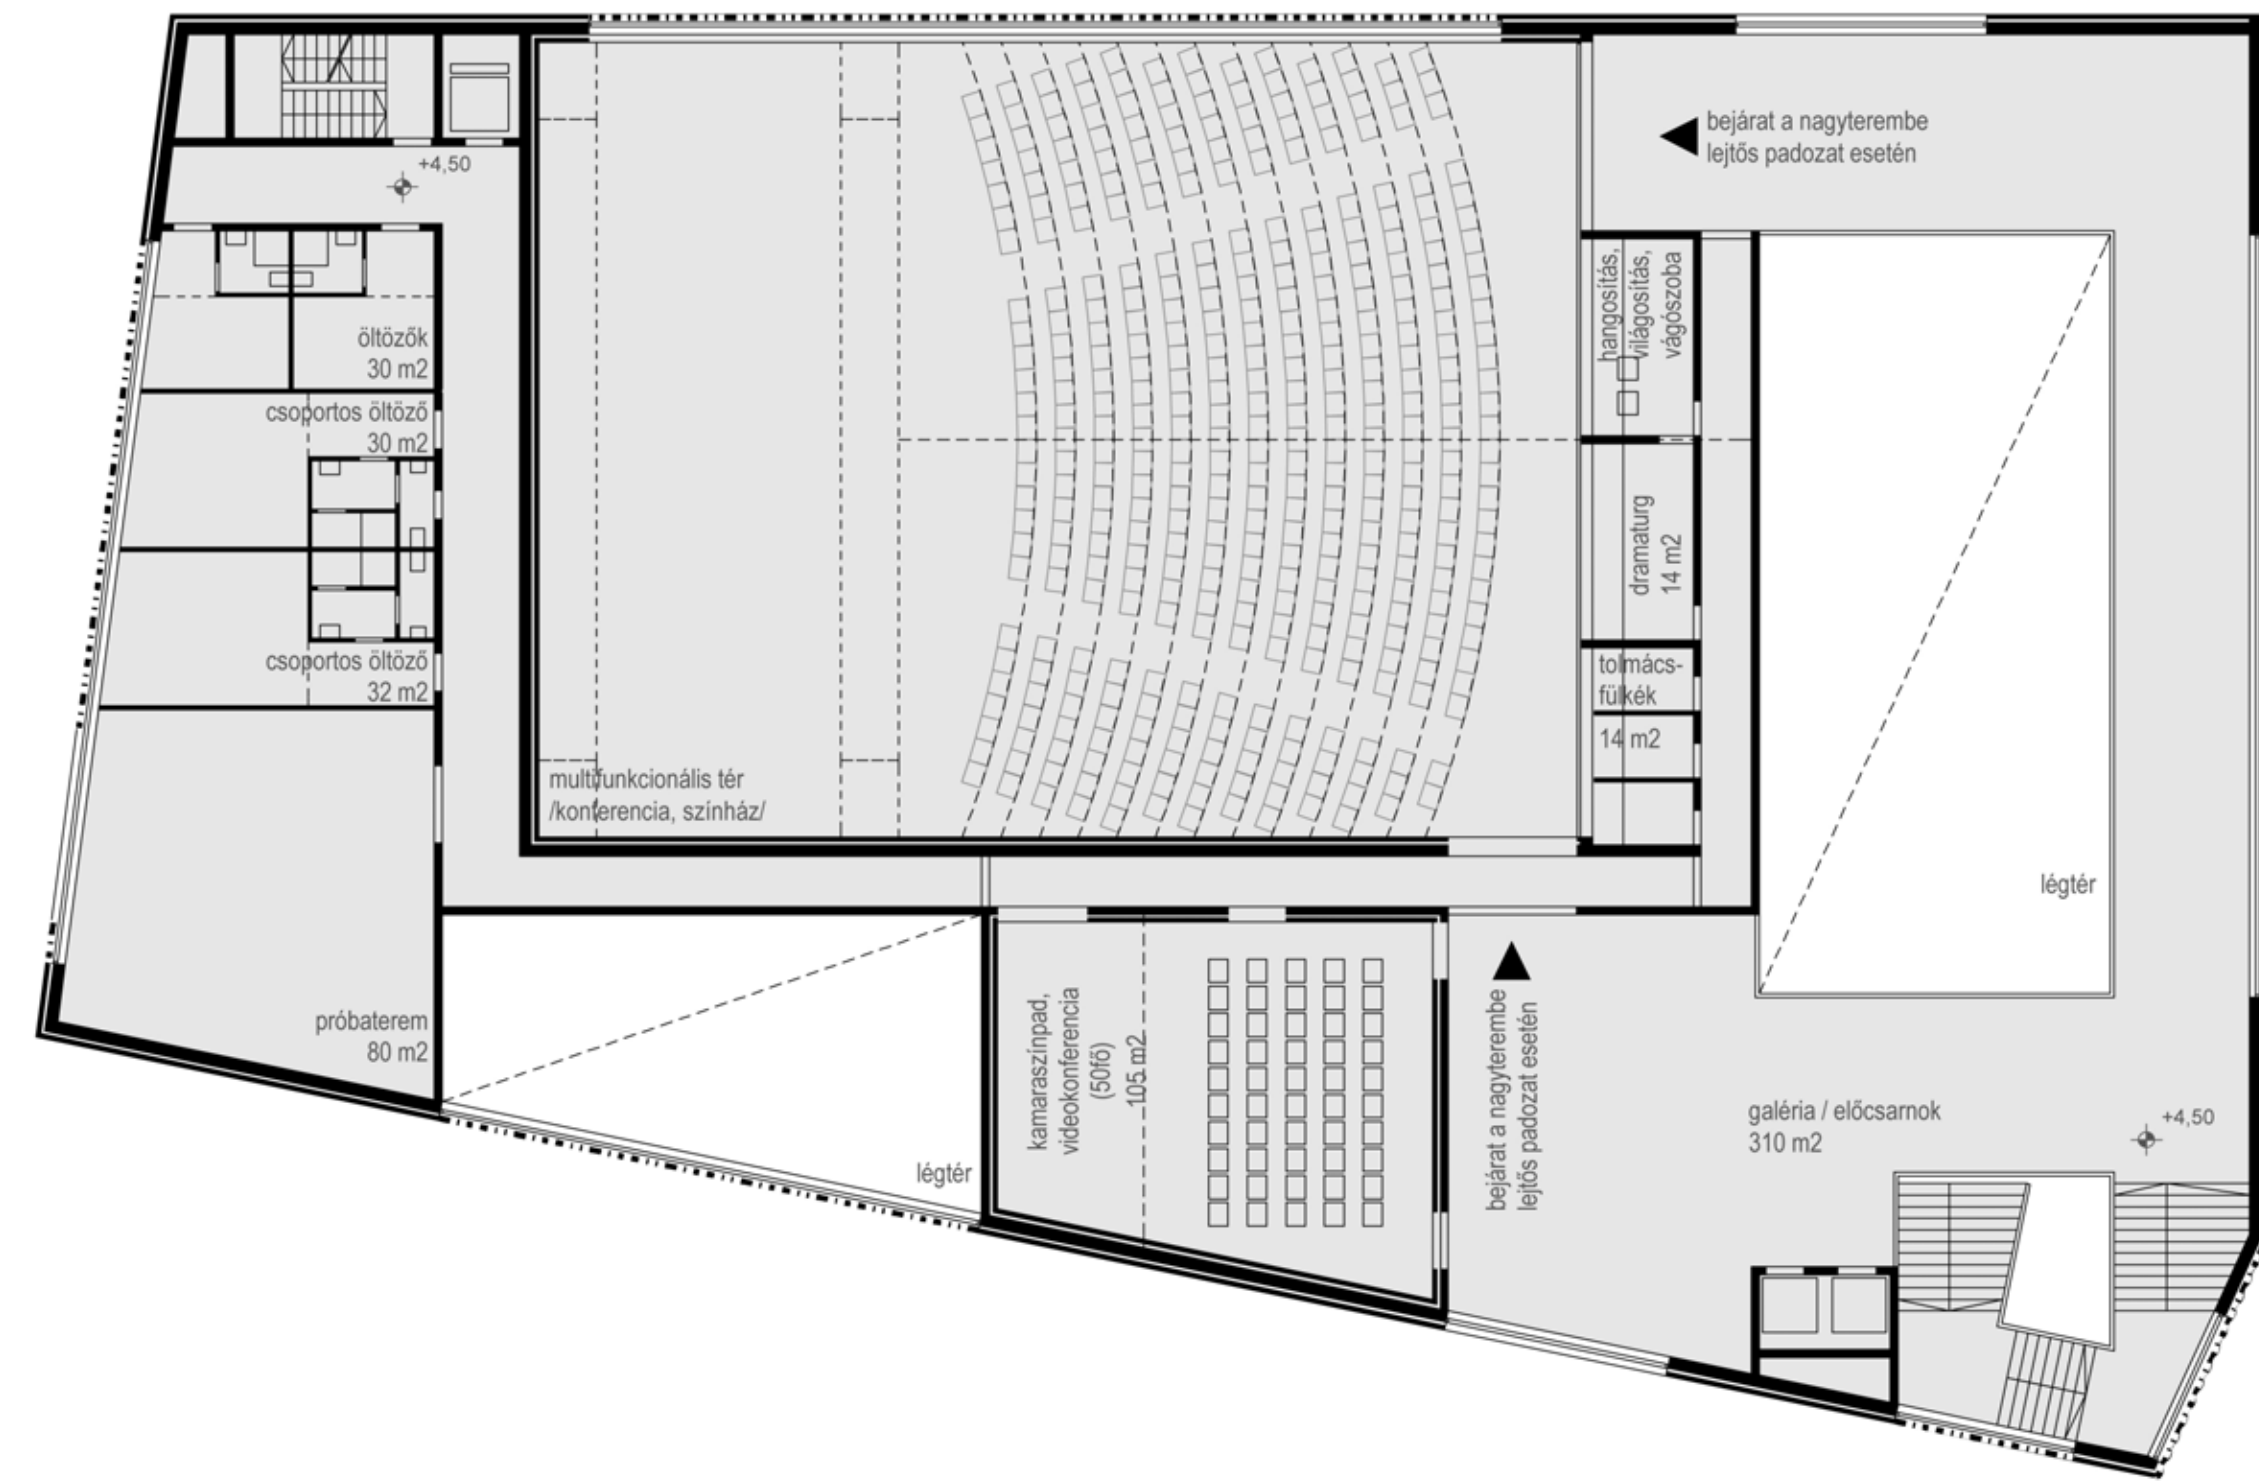 bejárat a nagyterembe
lejtős padozat esetén
+4,50
hangosítás,
világosítás,
vágószoba
öltözők
30 m2
csoportos öltöző
30 m2
dramaturg
14 m2
csoportos öltöző
32 m2
tolmács-
fülkék
14 m2
multifunkcionális tér
/konferencia, színház/
légtér
próbaterem
80 m2
kamaraszínpad,
videokonferencia
(50fő)
105 m2
bejárat a nagyterembe
lejtős padozat esetén
galéria / előcsarnok
310 m2
+4,50
légtér